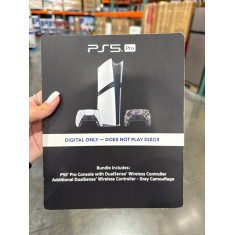 PS5 Pro
DIGITAL ONLY — DOES NOT PLAY DISCS
Bundle Includes:
PS5® Pro Console with DualSense® Wireless Controller
Additional DualSense® Wireless Controller - Grey Camouflage